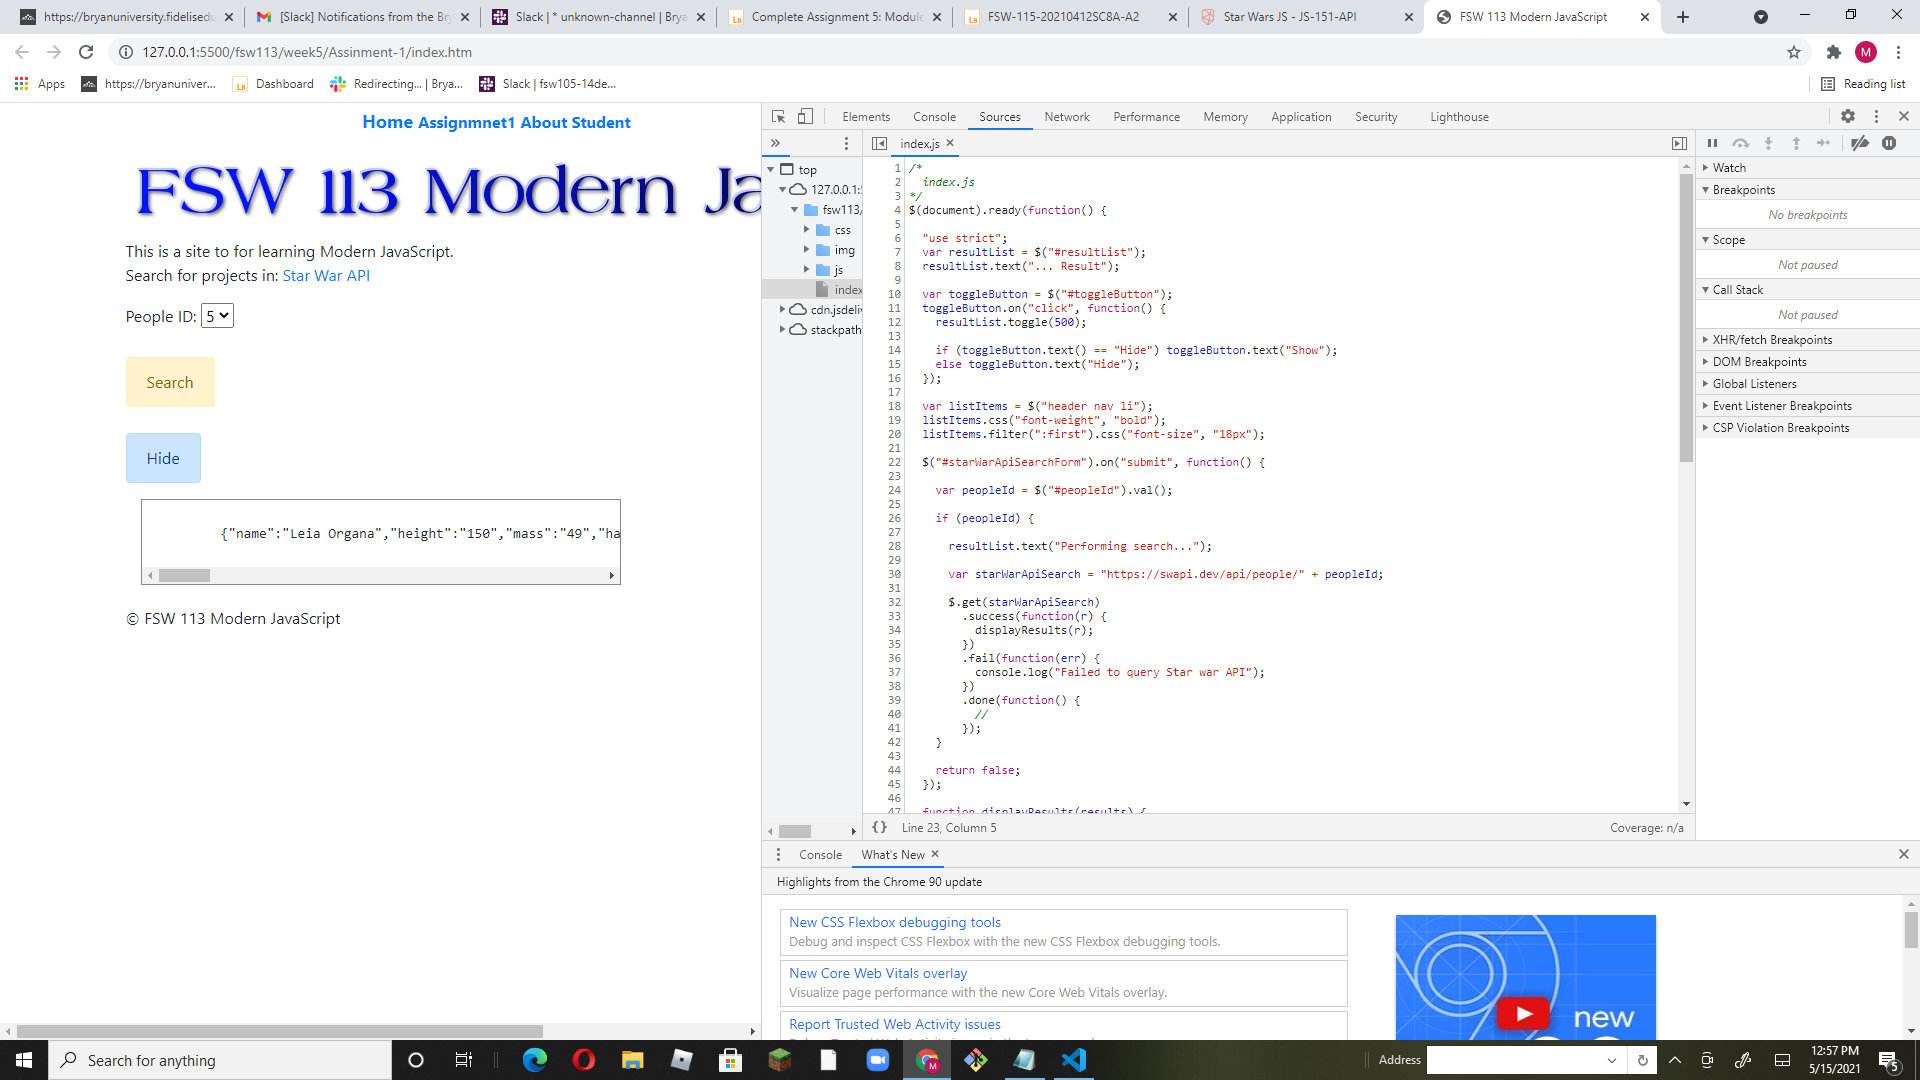 https://bryanuniversity.fidelisedu
[Slack] Notifications from the Bry
Slack | * unknown-channel | Brya
Complete Assignment 5: Module
FSW-115-20210412SC8A-A2
Star Wars JS - JS-151-API
FSW 113 Modern JavaScript
127.0.0.1:5500/fsw113/week5/Assinment-1/index.htm
M
Apps
https://bryanuniver...
Dashboard
Redirecting... | Brya...
Slack | fsw105-14de...
Reading list
Home Assignmnet1 About Student
FSW 113 Modern Ja
This is a site to for learning Modern JavaScript.
Search for projects in: Star War API
People ID: 5
Search
Hide
{"name":"Leia Organa","height":"150","mass":"49","ha
© FSW 113 Modern JavaScript
Elements Console Sources Network Performance Memory Application Security Lighthouse
index.js
top
127.0.0.1:5
fsw113/
css
img
js
index
cdn.jsdeliv
stackpath
1 /*
2 index.js
3 */
4 $(document).ready(function() {
5
6 "use strict";
7 var resultList = $("#resultList");
8 resultList.text("... Result");
9
10 var toggleButton = $("#toggleButton");
11 toggleButton.on("click", function() {
12 resultList.toggle(500);
13
14 if (toggleButton.text() == "Hide") toggleButton.text("Show");
15 else toggleButton.text("Hide");
16 });
17
18 var listItems = $("header nav li");
19 listItems.css("font-weight", "bold");
20 listItems.filter(":first").css("font-size", "18px");
21
22 $("#starWarApiSearchForm").on("submit", function() {
23
24 var peopleId = $("#peopleId").val();
25
26 if (peopleId) {
27
28 resultList.text("Performing search...");
29
30 var starWarApiSearch = "https://swapi.dev/api/people/" + peopleId;
31
32 $.get(starWarApiSearch)
33 .success(function(r) {
34 displayResults(r);
35 })
36 .fail(function(err) {
37 console.log("Failed to query Star war API");
38 })
39 .done(function() {
40 //
41 });
42 }
43
44 return false;
45 });
46
47 function displayResults(results) {
{} Line 23, Column 5
Coverage: n/a
Watch
Breakpoints
No breakpoints
Scope
Not paused
Call Stack
Not paused
XHR/fetch Breakpoints
DOM Breakpoints
Global Listeners
Event Listener Breakpoints
CSP Violation Breakpoints
Console What's New
Highlights from the Chrome 90 update
New CSS Flexbox debugging tools
Debug and inspect CSS Flexbox with the new CSS Flexbox debugging tools.
New Core Web Vitals overlay
Visualize page performance with the new Core Web Vitals overlay.
Report Trusted Web Activity issues
new
Search for anything
Address
12:57 PM
5/15/2021
5